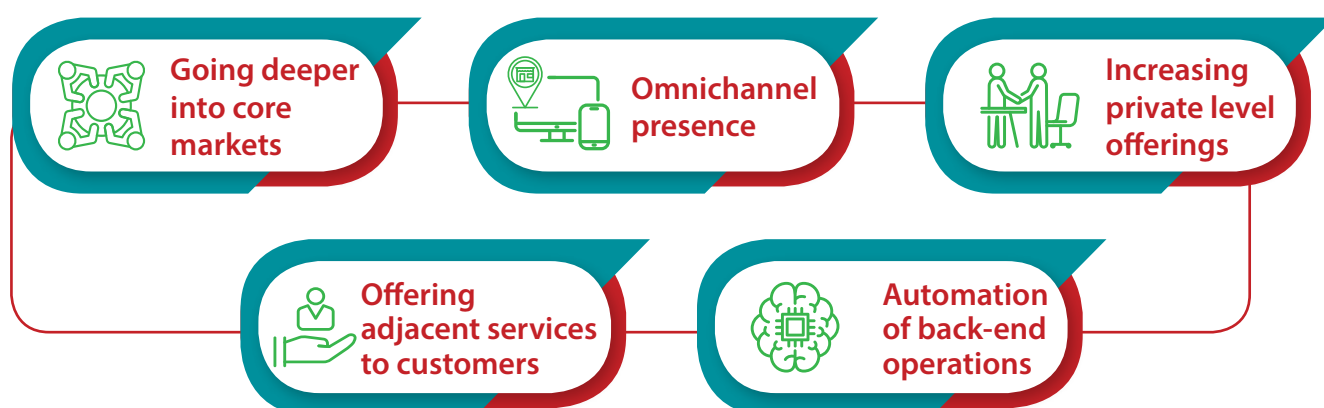 Going deeper
into core
markets
Omnichannel
presence
Increasing
private level
offerings
Offering
adjacent services
to customers
Automation
of back-end
operations